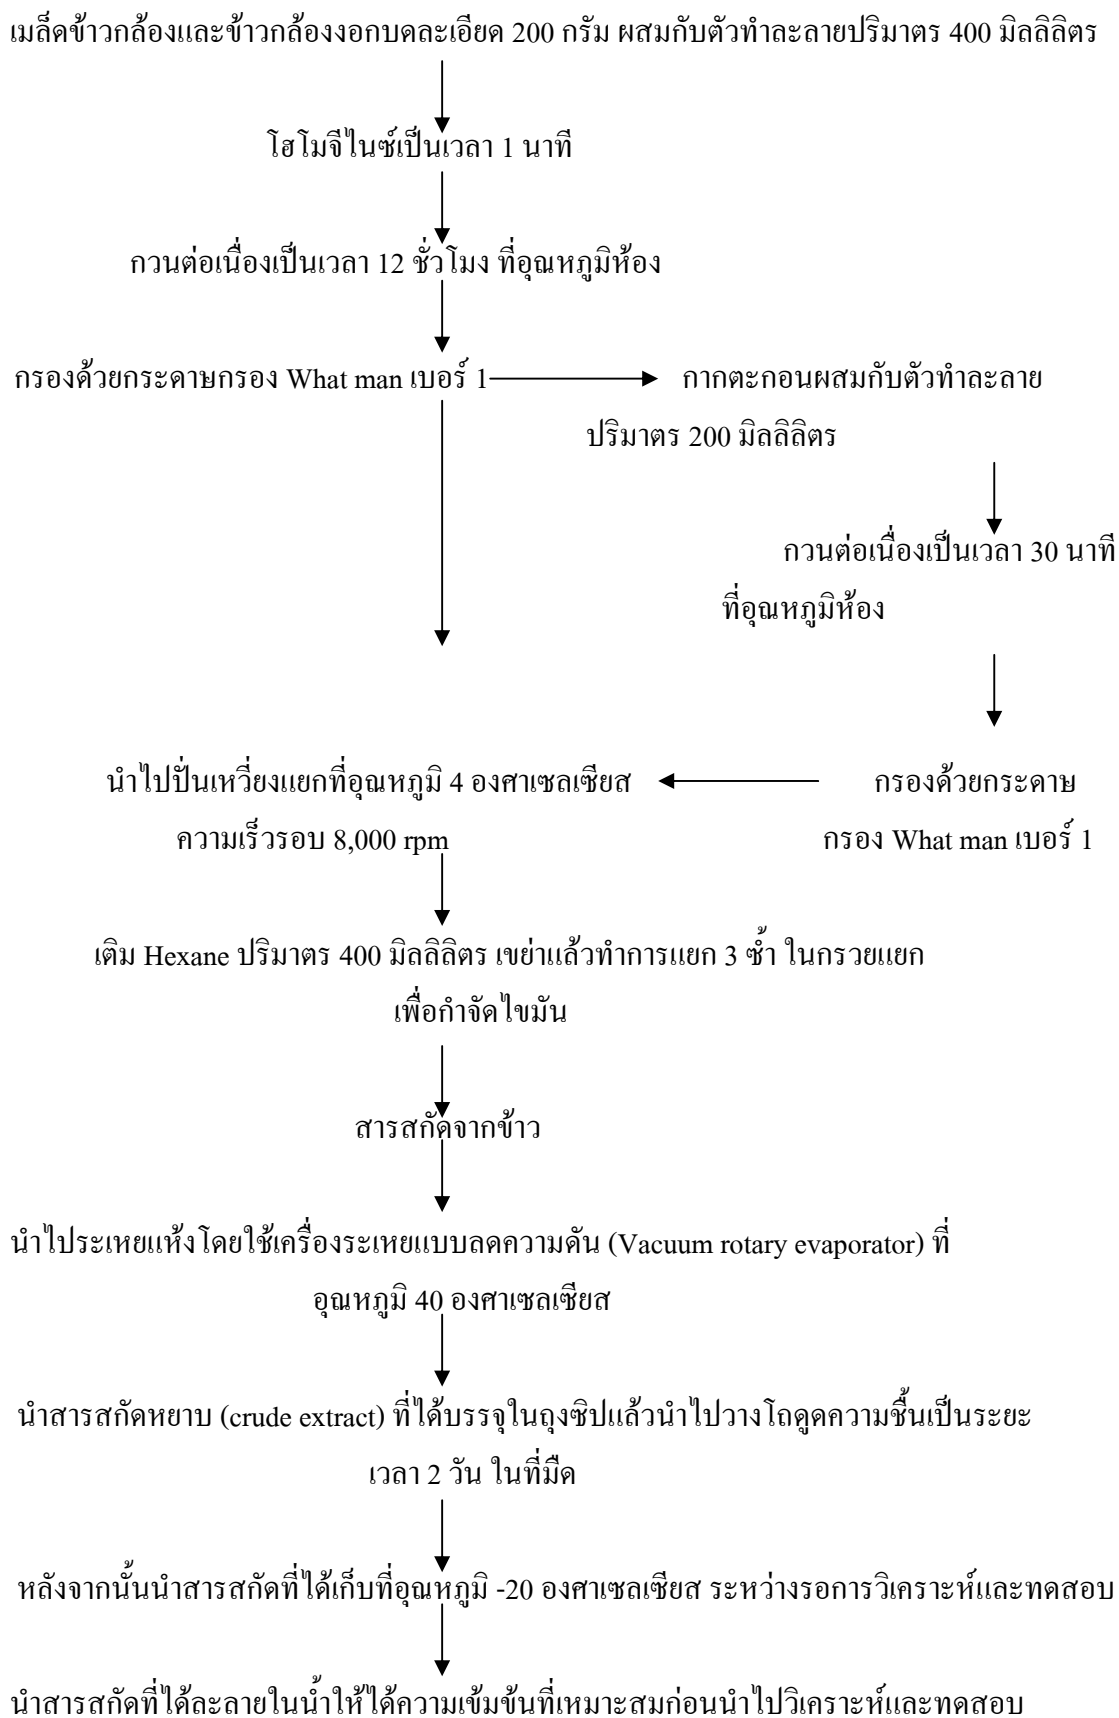 เมล็ดข้าวกล้องและข้าวกล้องงอกบดละเอียด 200 กรัม ผสมกับตัวทำละลายปริมาตร 400 มิลลิลิตร
โฮโมจีไนซ์เป็นเวลา 1 นาที
กวนต่อเนื่องเป็นเวลา 12 ชั่วโมง ที่อุณหภูมิห้อง
กรองด้วยกระดาษกรอง What man เบอร์ 1
กากตะกอนผสมกับตัวทำละลาย
ปริมาตร 200 มิลลิลิตร
กวนต่อเนื่องเป็นเวลา 30 นาที
ที่อุณหภูมิห้อง
กรองด้วยกระดาษ
กรอง What man เบอร์ 1
นำไปปั่นเหวี่ยงแยกที่อุณหภูมิ 4 องศาเซลเซียส
ความเร็วรอบ 8,000 rpm
เติม Hexane ปริมาตร 400 มิลลิลิตร เขย่าแล้วทำการแยก 3 ซ้ำ ในกรวยแยก
เพื่อกำจัดไขมัน
สารสกัดจากข้าว
นำไประเหยแห้งโดยใช้เครื่องระเหยแบบลดความดัน (Vacuum rotary evaporator) ที่
อุณหภูมิ 40 องศาเซลเซียส
นำสารสกัดหยาบ (crude extract) ที่ได้บรรจุในถุงซิปแล้วนำไปวางโถดูดความชื้นเป็นระยะ
เวลา 2 วัน ในที่มืด
หลังจากนั้นนำสารสกัดที่ได้เก็บที่อุณหภูมิ -20 องศาเซลเซียส ระหว่างรอการวิเคราะห์และทดสอบ
นำสารสกัดที่ได้ละลายในน้ำให้ได้ความเข้มข้นที่เหมาะสมก่อนนำไปวิเคราะห์และทดสอบ